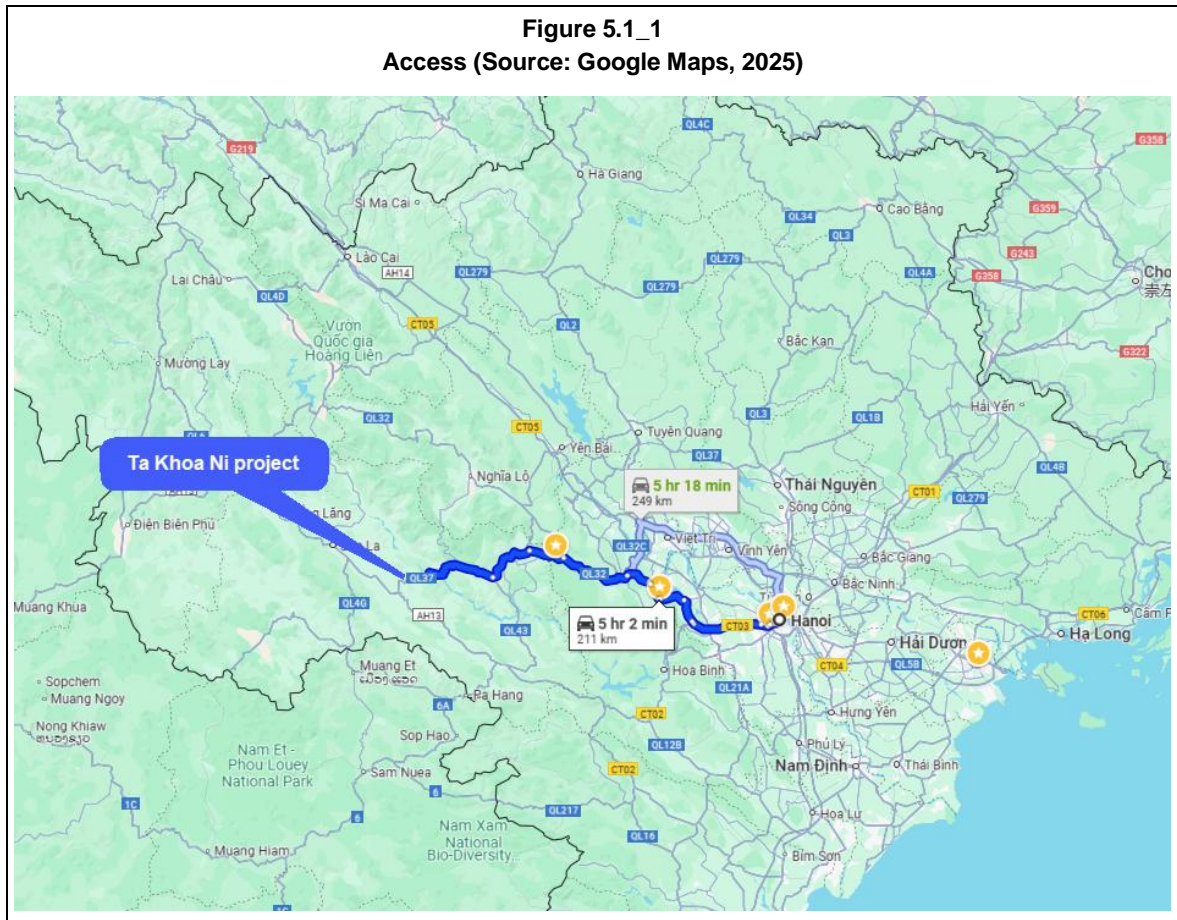 Figure 5.1_1
Access (Source: Google Maps, 2025)
QL4C
G358
G219
Hà Giang
Si Ma Cai
QL34
Cao Bằng
G359
QL3
Lào Cai
G243
AH14
QL279
QL279
QL4A
G358
Cho
崇左
Lai Châu
QL4D
QL279
CT05
QL2
Vườn
Quốc gia
Hoàng Liên
Bắc Kạn
G322
Mường Lay
Hải Yến
QL32
QL3
QL1B
CT05
Tuyên Quang
QL6
Yên Bái
QL37
QL4B
Ta Khoa Ni project
Nghĩa Lộ
5 hr 18 min
249 km
Thái Nguyên
CT01
QL279
Sông Công
Điện Biên Phủ
Việt Trì
QL32C
Vĩnh Yên
Bắc Giang
QL37
QL32
Bắc Ninh
Muang Khua
QL4G
AH13
5 hr 2 min
211 km
CT03
Hanoi
CT06
QL43
Hạ Long
Hải Dương
Muang Et
Hoa Binh
CT04
QL5B
Sopchem
Muang Ngoy
Pa Hang
QL21A
6A
Hưng Yên
Nong Khiaw
Sop Hao
CT02
QL12B
Phủ Lý
Nam Et -
Phou Louey
National Park
Sam Nuea
CT02
Nam Định
Thái Bình
1C
6
QL217
6
Hoa Lư
Muang Hiam
Nam Xam
National
Bio-Diversity...
QL16
Bỉm Sơn
1C